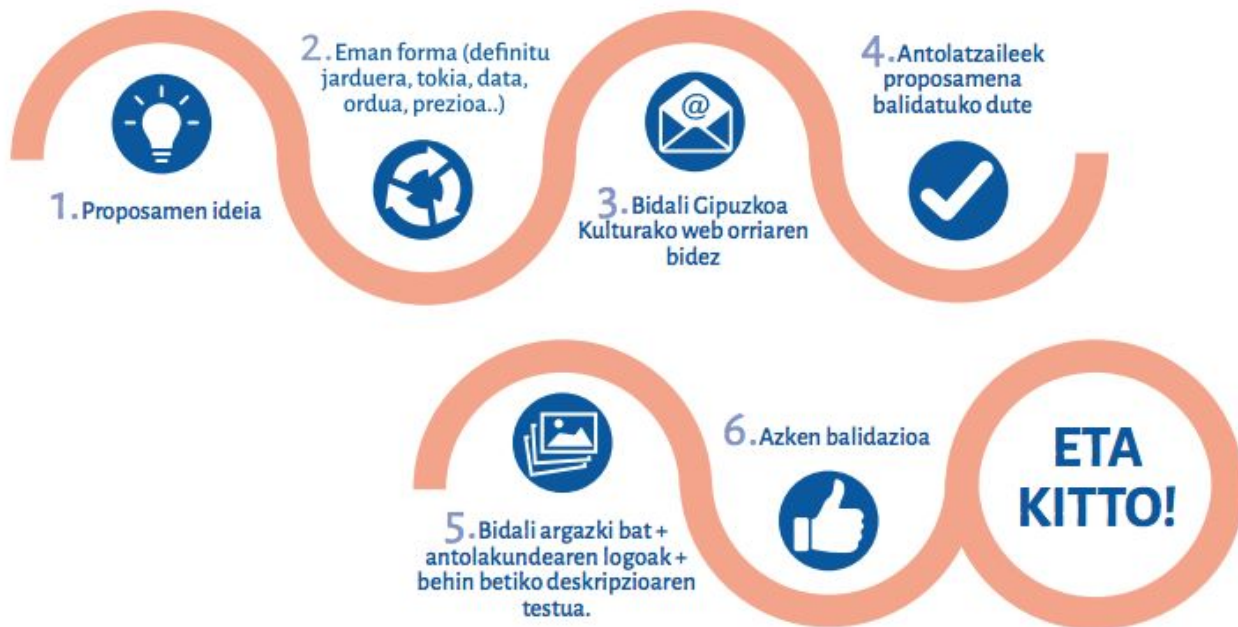 1.Proposamen ideia
2.Eman forma (definitu
jarduera, tokia, data,
ordua, prezioa..)
@
3.Bidali Gipuzkoa
Kulturako web orriaren
bidez
4.Antolatzaileek
proposamena
balidatuko dute
5.Bidali argazki bat +
antolakundearen logoak +
behin betiko deskripzioaren
testua.
6.Azken balidazioa
ETA
KITTO!